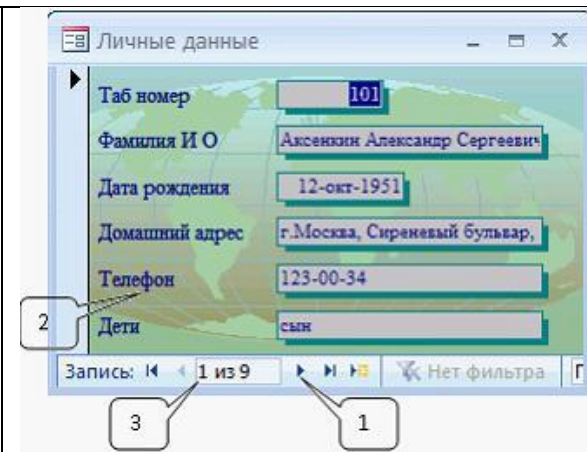 Личные данные
Таб номер 101
Фамилия И О Аксенкин Александр Сергеевич
Дата рождения 12-окт-1951
Домашний адрес г.Москва, Сиреневый бульвар,
Телефон 123-00-34
2
Дети сын
Запись: 1 из 9 Нет фильтра П
3 1